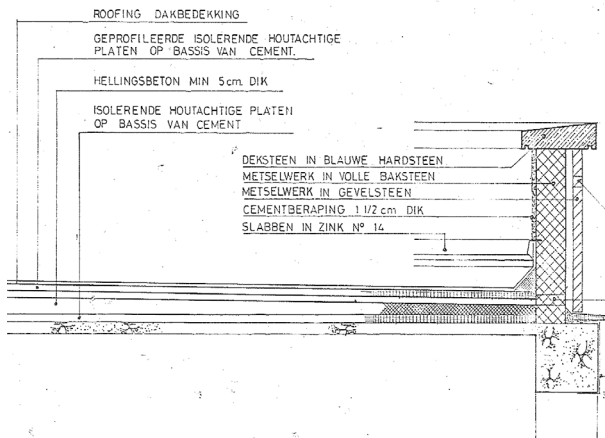 ROOFING DAKBEDEKKING
GEPROFILEERDE ISOLERENDE HOUTACHTIGE
PLATEN OP BASSIS VAN CEMENT.
HELLINGSBETON MIN 5cm DIK
ISOLERENDE HOUTACHTIGE PLATEN
OP BASSIS VAN CEMENT
DEKSTEEN IN BLAUWE HARDSTEEN
METSELWERK IN VOLLE BAKSTEEN
METSELWERK IN GEVELSTEEN
CEMENTBERAPING 1 1/2 cm DIK
SLABBEN IN ZINK Nº 14